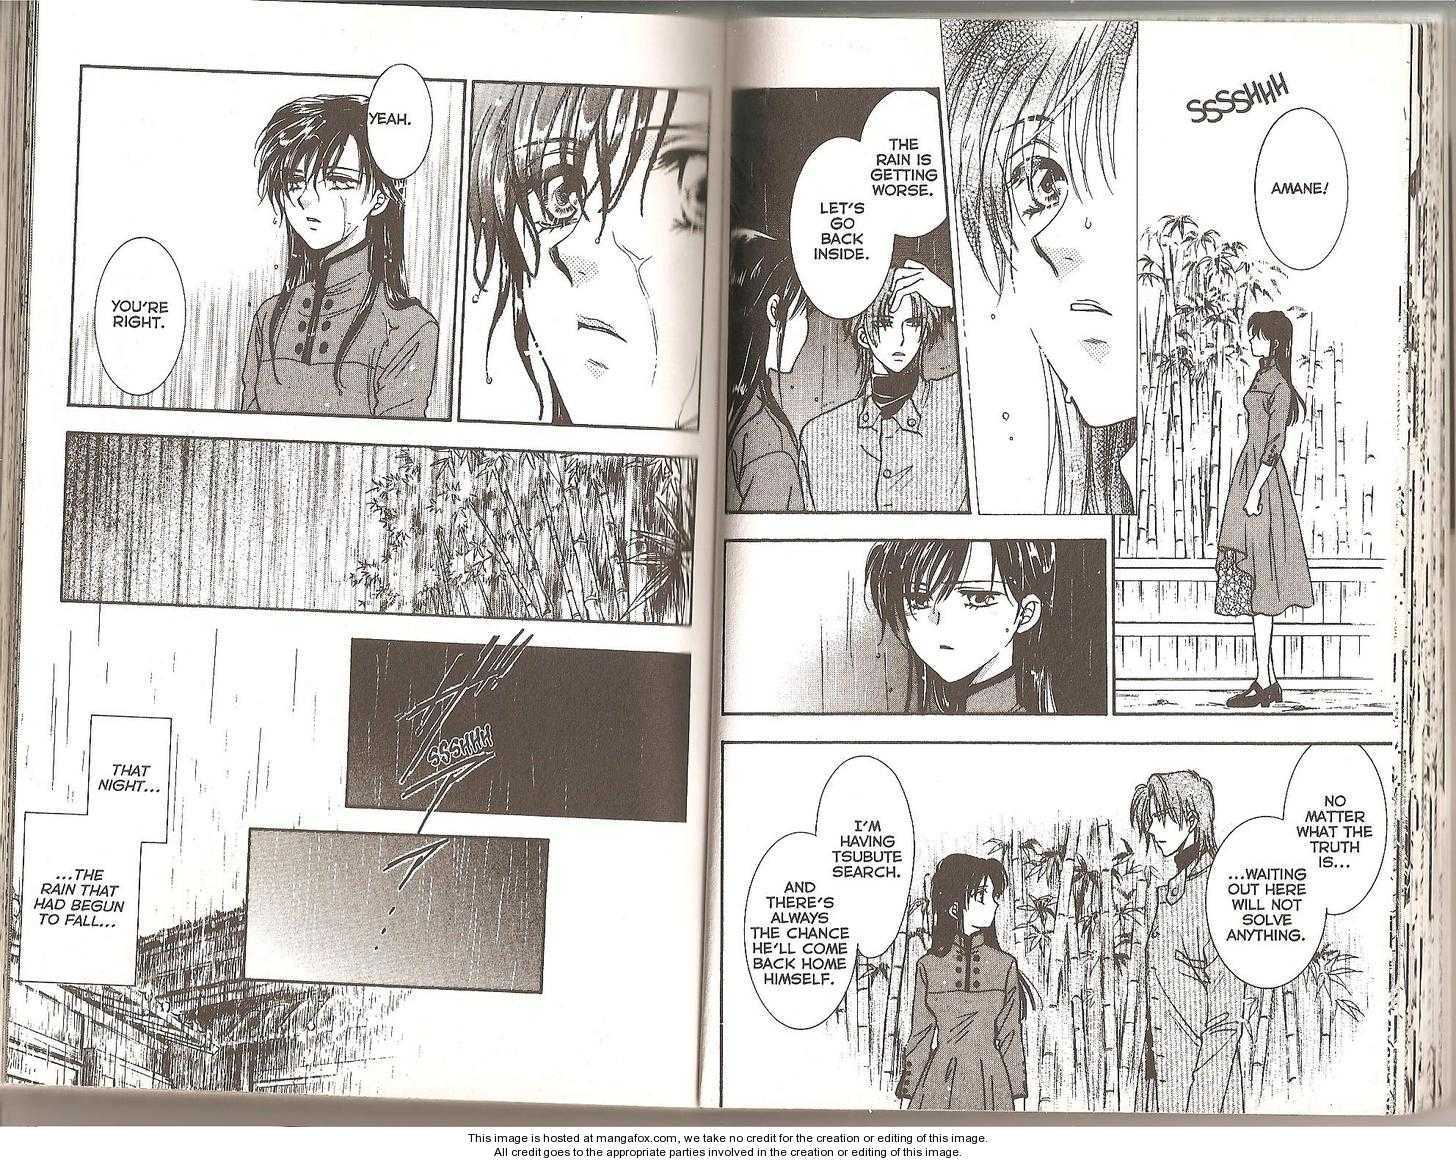 SSSSHHH
AMANE!
THE
RAIN IS
GETTING
WORSE.
LET'S
GO
BACK
INSIDE.
NO
MATTER
WHAT THE
TRUTH
IS...
...WAITING
OUT HERE
WILL NOT
SOLVE
ANYTHING.
I'M
HAVING
TSUBUTE
SEARCH.
AND
THERE'S
ALWAYS
THE CHANCE
HE'LL COME
BACK HOME
HIMSELF.
YEAH.
YOU'RE
RIGHT.
SSSHHH
THAT
NIGHT...
...THE
RAIN THAT
HAD BEGUN
TO FALL...
This image is hosted at mangafox.com, we take no credit for the creation or editing of this image.
All credit goes to the appropriate parties involved in the creation or editing of this image.